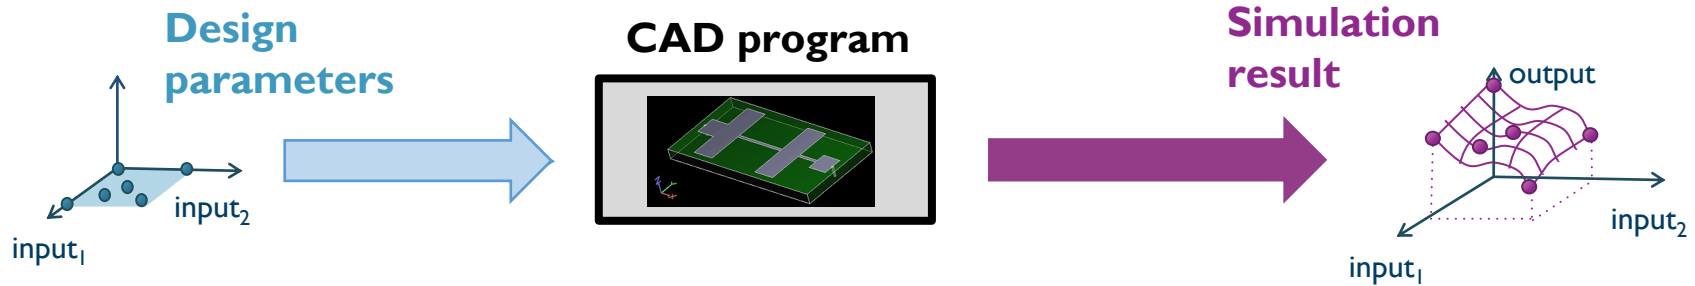 Design
parameters
input₂
input₁
CAD program
Simulation
result
output
input₂
input₁